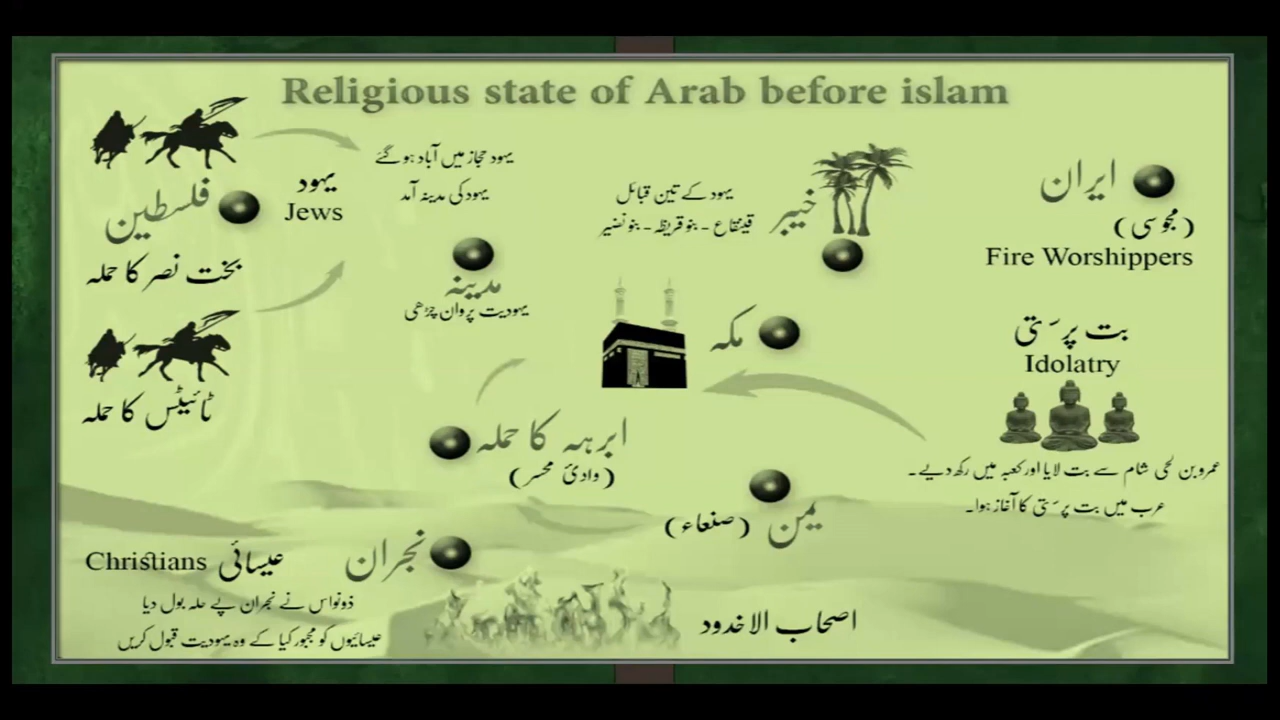 Religious state of Arab before islam
یہود
Jews
فلسطین
بخت نصر کا حملہ
ٹائیٹس کا حملہ
یہود حجاز میں آباد ہو گئے
یہود کی مدینہ آمد
مدینہ
یہودیت پروان چڑھی
یہود کے تین قبائل
قینقاع - بنو قریظہ - بنو نضیر
خیبر
ایران
(مجوسی)
Fire Worshippers
مکہ
بت پرستی
Idolatry
عمرو بن لحی شام سے بت لایا اور کعبہ میں رکھ دیے۔
عرب میں بت پرستی کا آغاز ہوا۔
ابرہہ کا حملہ
(وادئ محسر)
یمن (صنعاء)
نجران
عیسائی Christians
ذونواس نے نجران پے حلہ بول دیا
عیسائیوں کو مجبور کیا کے وہ یہودیت قبول کریں
اصحاب الاخدود